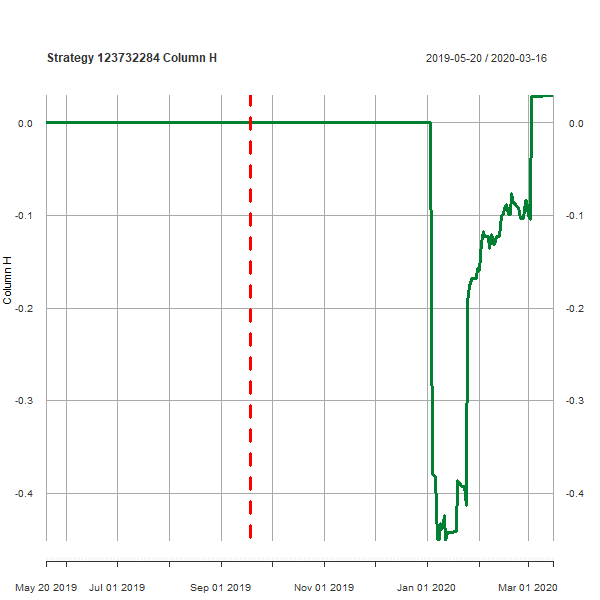 Strategy 123732284 Column H
2019-05-20 / 2020-03-16
0.0
0.0
-0.1
-0.1
-0.2
-0.2
-0.3
-0.3
-0.4
-0.4
Column H
May 20 2019
Jul 01 2019
Sep 01 2019
Nov 01 2019
Jan 01 2020
Mar 01 2020